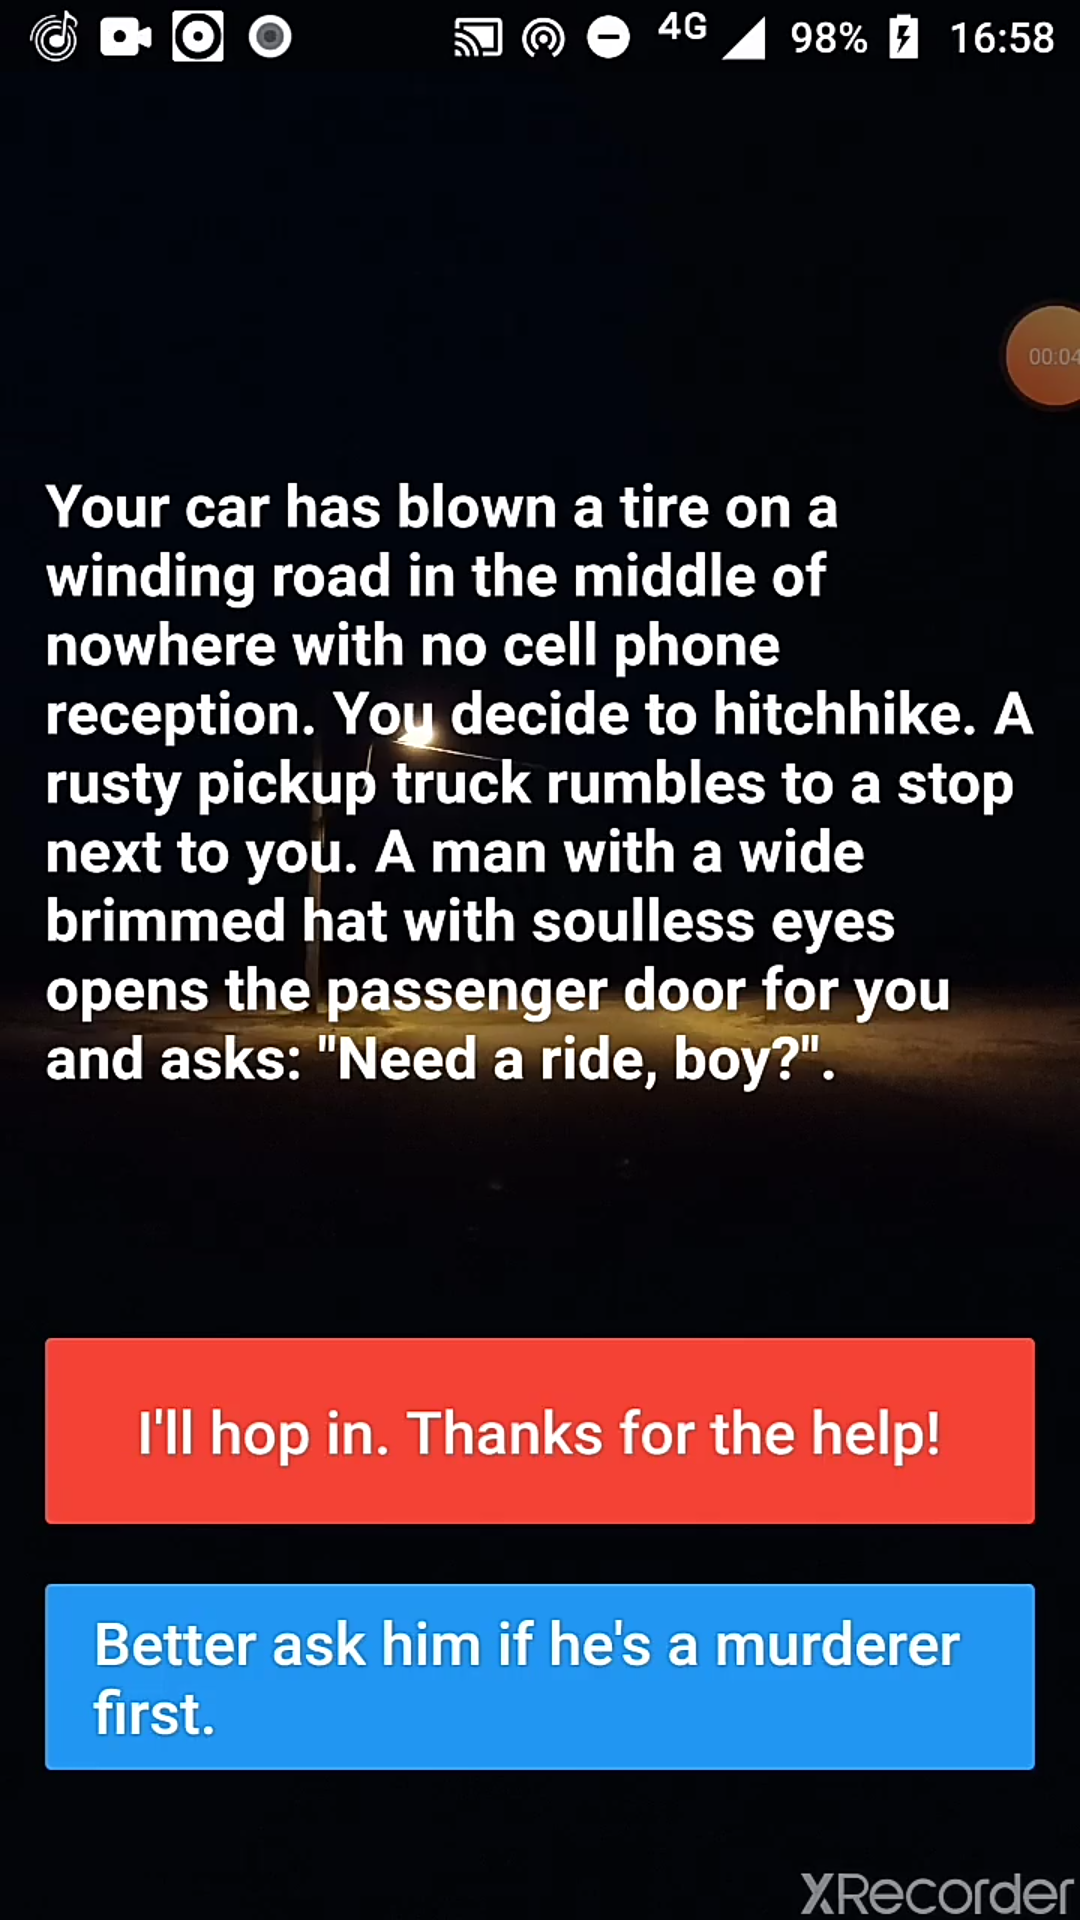 4G 98% 16:58
00:04
Your car has blown a tire on a
winding road in the middle of
nowhere with no cell phone
reception. You decide to hitchhike. A
rusty pickup truck rumbles to a stop
next to you. A man with a wide
brimmed hat with soulless eyes
opens the passenger door for you
and asks: "Need a ride, boy?".
I'll hop in. Thanks for the help!
Better ask him if he's a murderer
first.
XRecorder